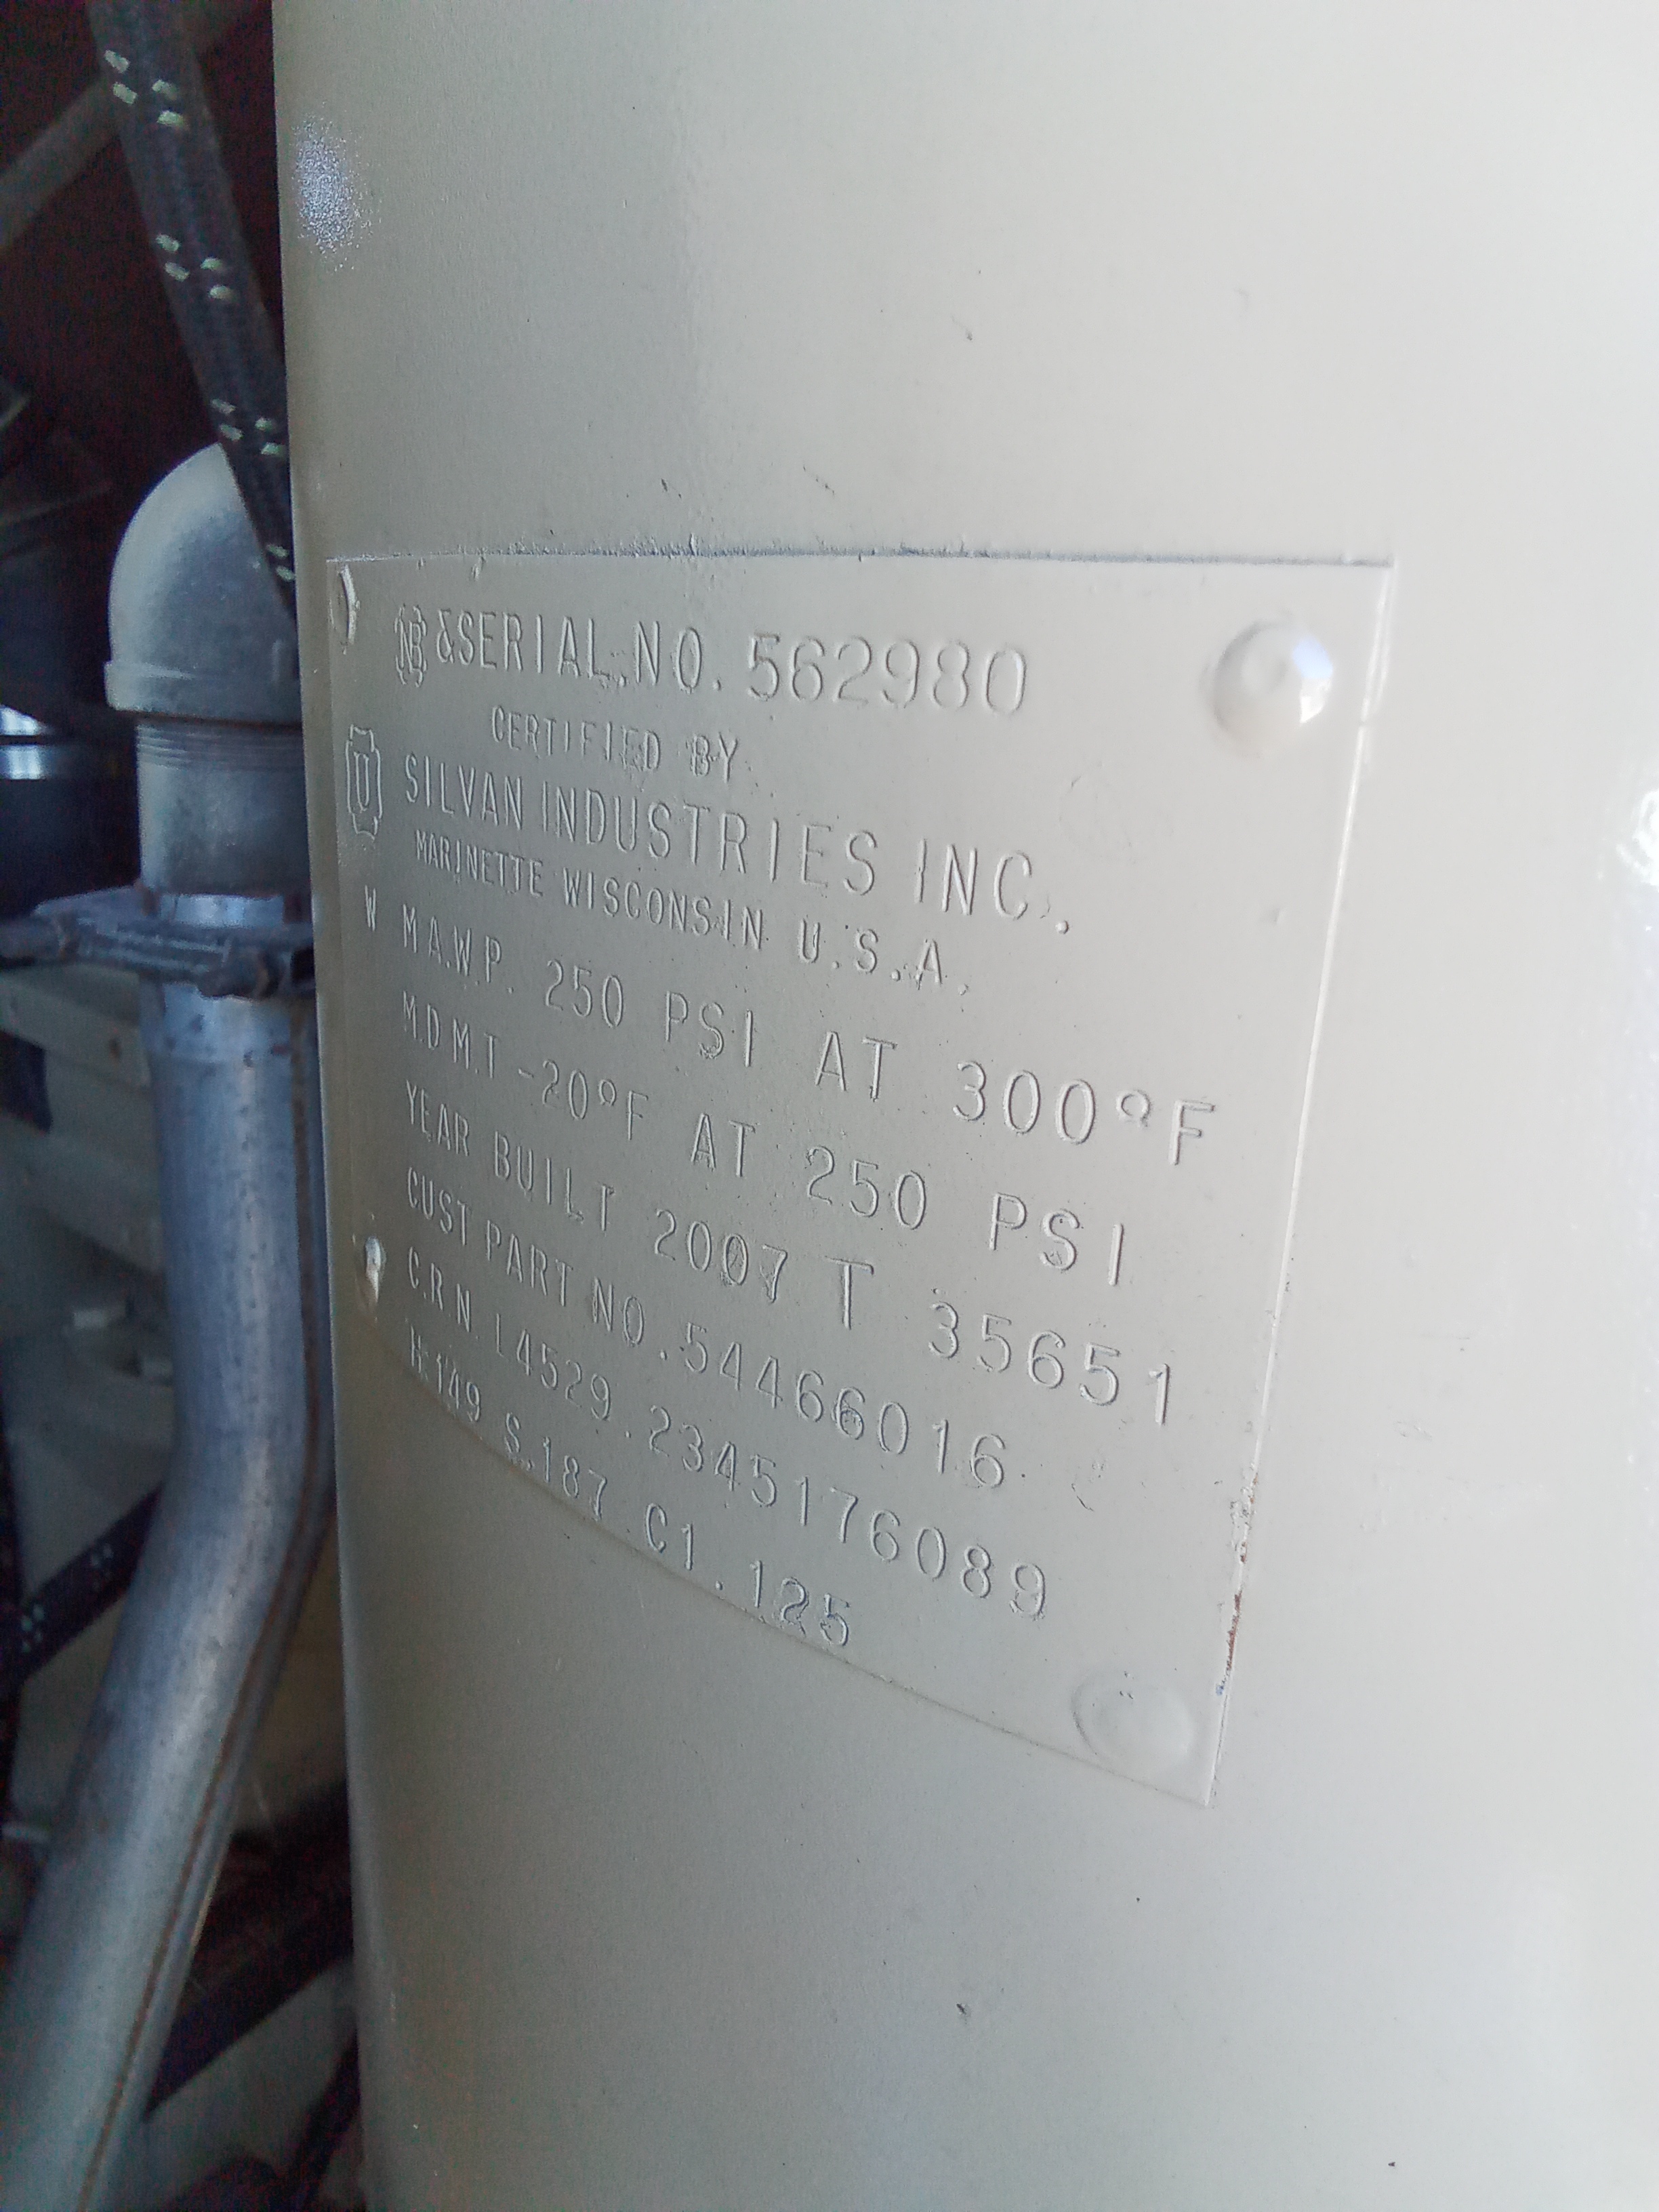 NB & SERIAL NO. 562980
CERTIFIED BY
U SILVAN INDUSTRIES INC.
MARINETTE WISCONSIN U.S.A.
W M.A.W.P. 250 PSI AT 300°F
M.D.M.T -20°F AT 250 PSI
YEAR BUILT 2007 T 35651
CUST PART NO. 54466016
C.R.N. L4529.2345176089
H.149 S.187 C1.125